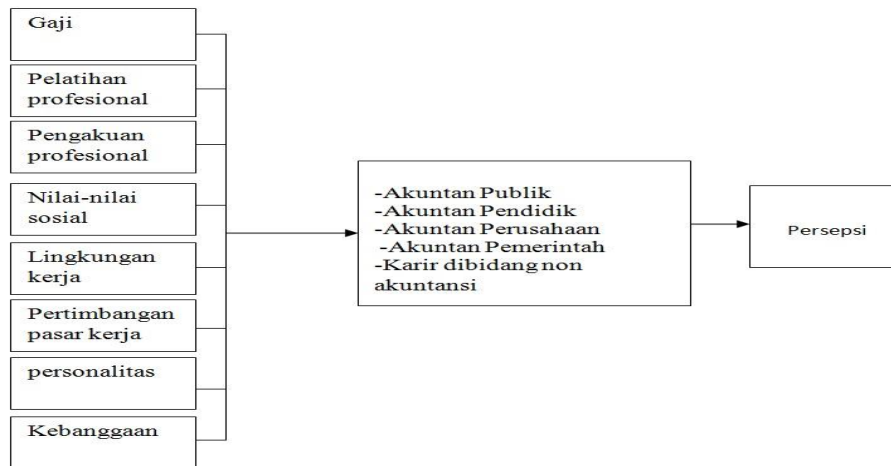 Gaji
Pelatihan
profesional
Pengakuan
profesional
Nilai-nilai
sosial
Lingkungan
kerja
Pertimbangan
pasar kerja
personalitas
Kebanggaan
-Akuntan Publik
-Akuntan Pendidik
-Akuntan Perusahaan
-Akuntan Pemerintah
-Karir dibidang non
akuntansi
Persepsi